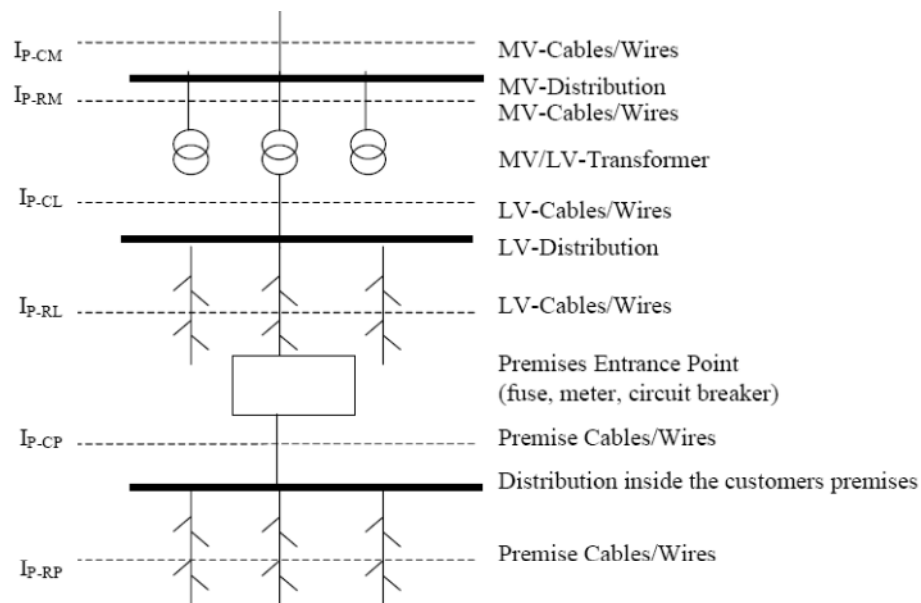 I_P-CM MV-Cables/Wires
MV-Distribution
I_P-RM MV-Cables/Wires
MV/LV-Transformer
I_P-CL LV-Cables/Wires
LV-Distribution
I_P-RL LV-Cables/Wires
Premises Entrance Point
(fuse, meter, circuit breaker)
I_P-CP Premise Cables/Wires
Distribution inside the customers premises
I_P-RP Premise Cables/Wires